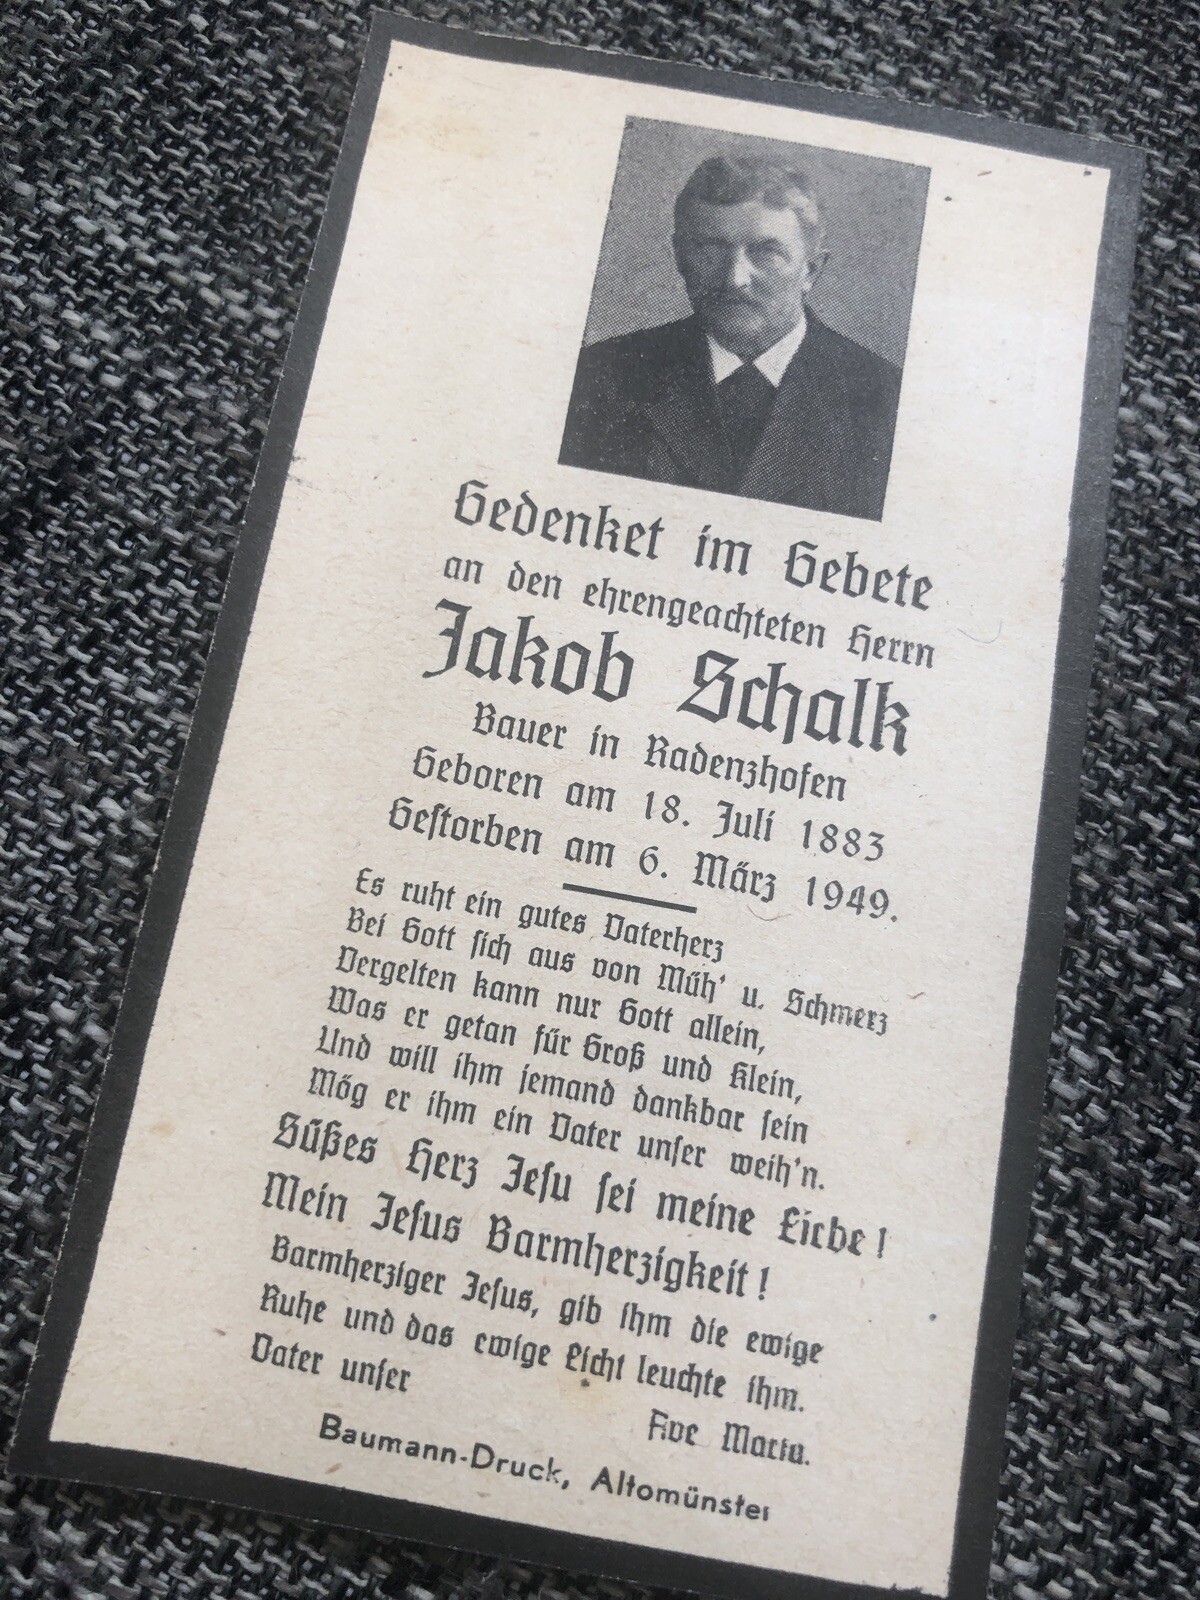 Gedenket im Gebete
an den ehrengeachteten Herrn
Jakob Schalk
Bauer in Radenzhofen
Geboren am 18. Juli 1883
Gestorben am 6. März 1949.
Es ruht ein gutes Vaterherz
Bei Gott sich aus von Müh' u. Schmerz
Vergelten kann nur Gott allein,
Was er getan für Groß und Klein,
Und will ihm jemand dankbar sein
Mög er ihm ein Vater unser weih'n.
Süßes Herz Jesu sei meine Liebe!
Mein Jesus Barmherzigkeit!
Barmherziger Jesus, gib ihm die ewige
Ruhe und das ewige Licht leuchte ihm.
Vater unser
Ave Maria.
Baumann-Druck, Altomünster